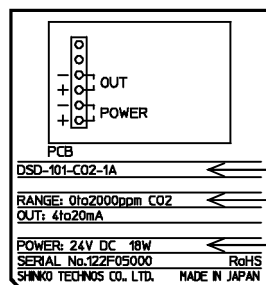 − OUT
+
− POWER
+
PCB
DSD-101-CO2-1A
RANGE: 0to2000ppm CO2
OUT: 4to20mA
POWER: 24V DC 18W
SERIAL No.122F05000 RoHS
SHINKO TECHNOS CO., LTD. MADE IN JAPAN